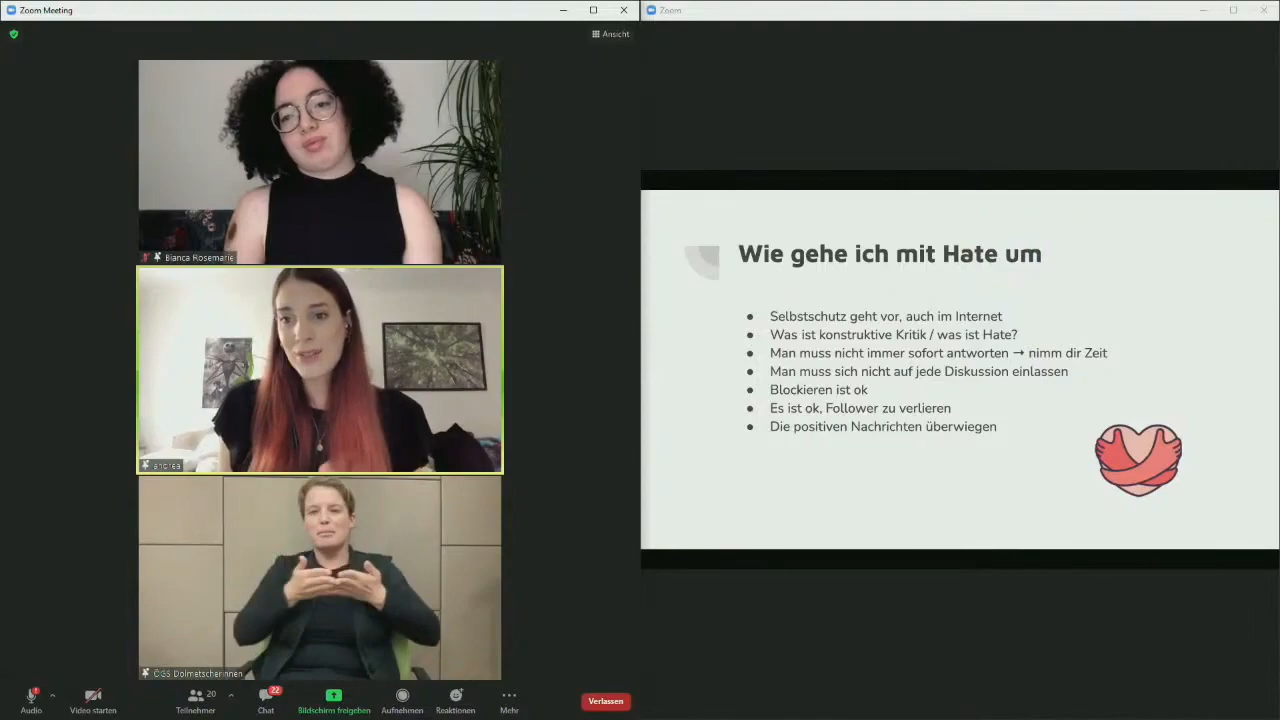 Zoom Meeting
Ansicht
Bianca Rosemarie
andrea
ÖGS Dolmetscherinnen
Audio
Video starten
20
Teilnehmer
22
Chat
Bildschirm freigeben
Aufnehmen
Reaktionen
Mehr
Verlassen
Zoom
Wie gehe ich mit Hate um
● Selbstschutz geht vor, auch im Internet
● Was ist konstruktive Kritik / was ist Hate?
● Man muss nicht immer sofort antworten → nimm dir Zeit
● Man muss sich nicht auf jede Diskussion einlassen
● Blockieren ist ok
● Es ist ok, Follower zu verlieren
● Die positiven Nachrichten überwiegen